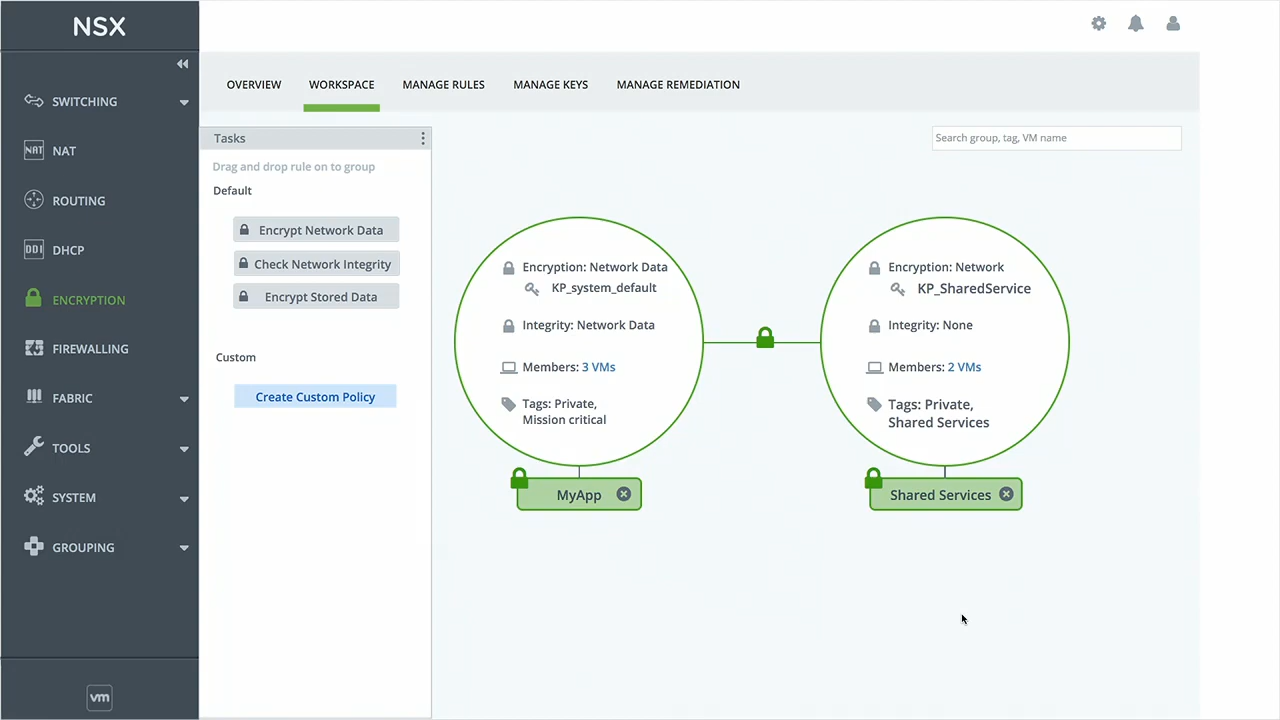 NSX
SWITCHING
NAT NAT
ROUTING
DDI DHCP
ENCRYPTION
FIREWALLING
FABRIC
TOOLS
SYSTEM
GROUPING
vm
OVERVIEW WORKSPACE MANAGE RULES MANAGE KEYS MANAGE REMEDIATION
Tasks
Drag and drop rule on to group
Default
Encrypt Network Data
Check Network Integrity
Encrypt Stored Data
Custom
Create Custom Policy
Search group, tag, VM name
Encryption: Network Data
KP_system_default
Integrity: Network Data
Members: 3 VMs
Tags: Private,
Mission critical
MyApp
Encryption: Network
KP_SharedService
Integrity: None
Members: 2 VMs
Tags: Private,
Shared Services
Shared Services